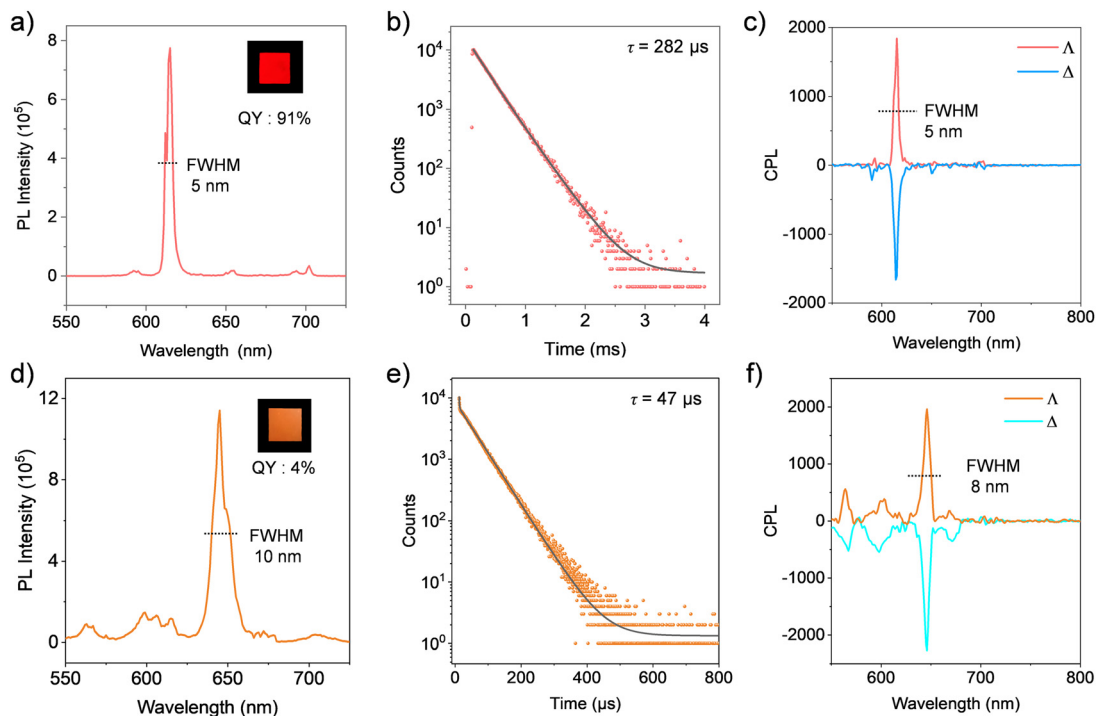 a)
8
6
4
2
0
PL Intensity (10⁵)
QY : 91%
FWHM
5 nm
550 600 650 700
Wavelength (nm)
b)
10⁴
10³
10²
10¹
10⁰
Counts
τ = 282 µs
0 1 2 3 4
Time (ms)
c)
2000
1000
0
-1000
-2000
CPL
Λ
Δ
FWHM
5 nm
600 700 800
Wavelength (nm)
d)
12
9
6
3
0
PL Intensity (10⁵)
QY : 4%
FWHM
10 nm
550 600 650 700
Wavelength (nm)
e)
10⁴
10³
10²
10¹
10⁰
Counts
τ = 47 µs
0 200 400 600 800
Time (µs)
f)
2000
1000
0
-1000
-2000
CPL
Λ
Δ
FWHM
8 nm
600 700 800
Wavelength (nm)